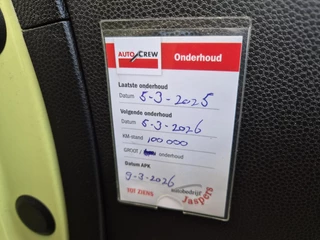 AUTO CREW
Onderhoud
Laatste onderhoud
Datum 5-3-2025
Volgende onderhoud
Datum 5-3-2026
KM-stand 100 000
GROOT / onderhoud
Datum APK
9-3-2026
TOT ZIENS
autobedrijf
Jaspers